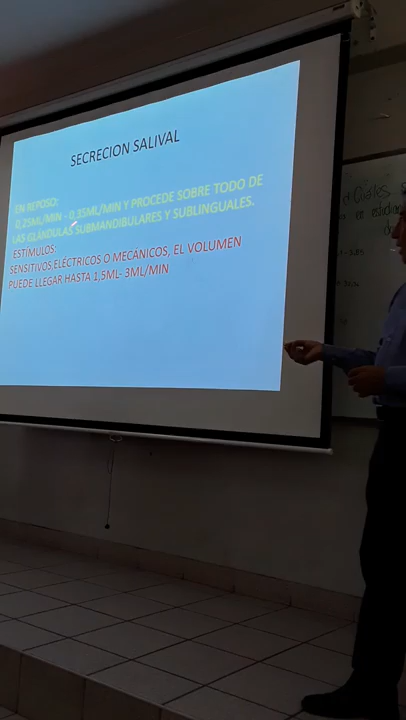 SECRECION SALIVAL
EN REPOSO:
0,25ML/MIN - 0,35ML/MIN Y PROCEDE SOBRE TODO DE
LAS GLÁNDULAS SUBMANDIBULARES Y SUBLINGUALES.
ESTIMULOS:
SENSITIVOS,ELÉCTRICOS O MECÁNICOS, EL VOLUMEN
PUEDE LLEGAR HASTA 1,5ML- 3ML/MIN
¿Cuáles